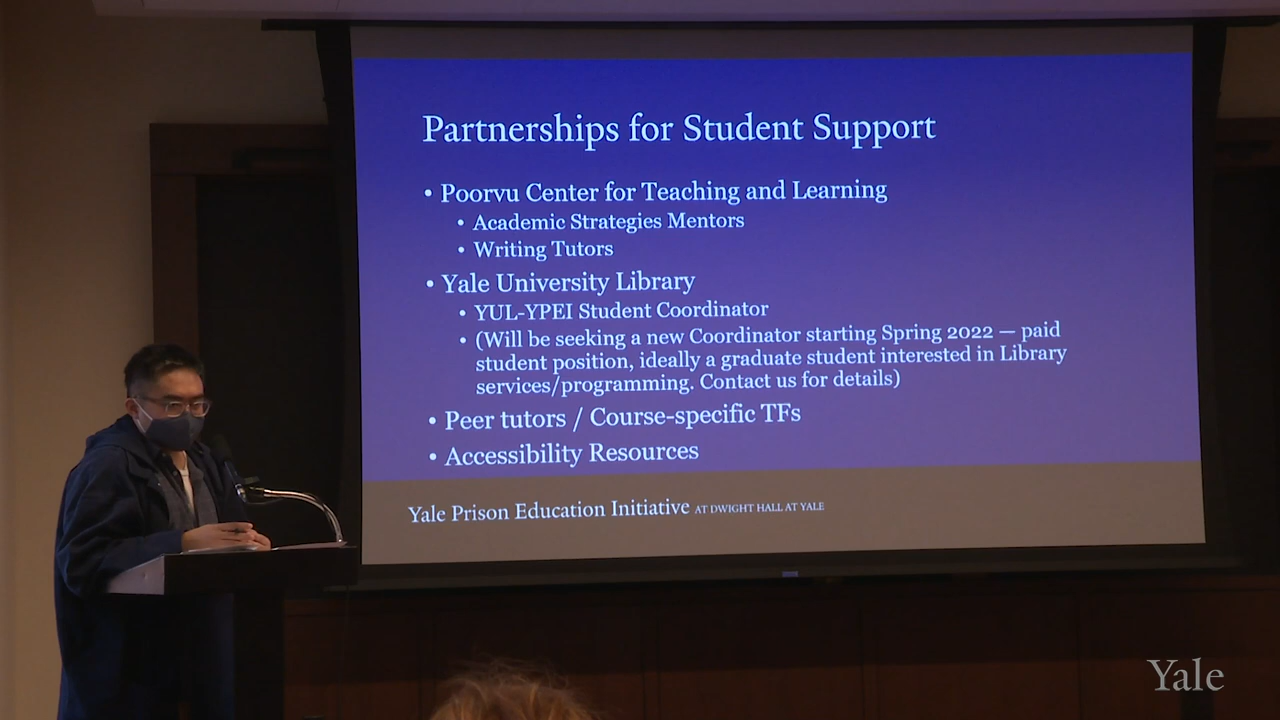 Partnerships for Student Support
• Poorvu Center for Teaching and Learning
• Academic Strategies Mentors
• Writing Tutors
• Yale University Library
• YUL-YPEI Student Coordinator
• (Will be seeking a new Coordinator starting Spring 2022 — paid
student position, ideally a graduate student interested in Library
services/programming. Contact us for details)
• Peer tutors / Course-specific TFs
• Accessibility Resources
Yale Prison Education Initiative AT DWIGHT HALL AT YALE
Yale